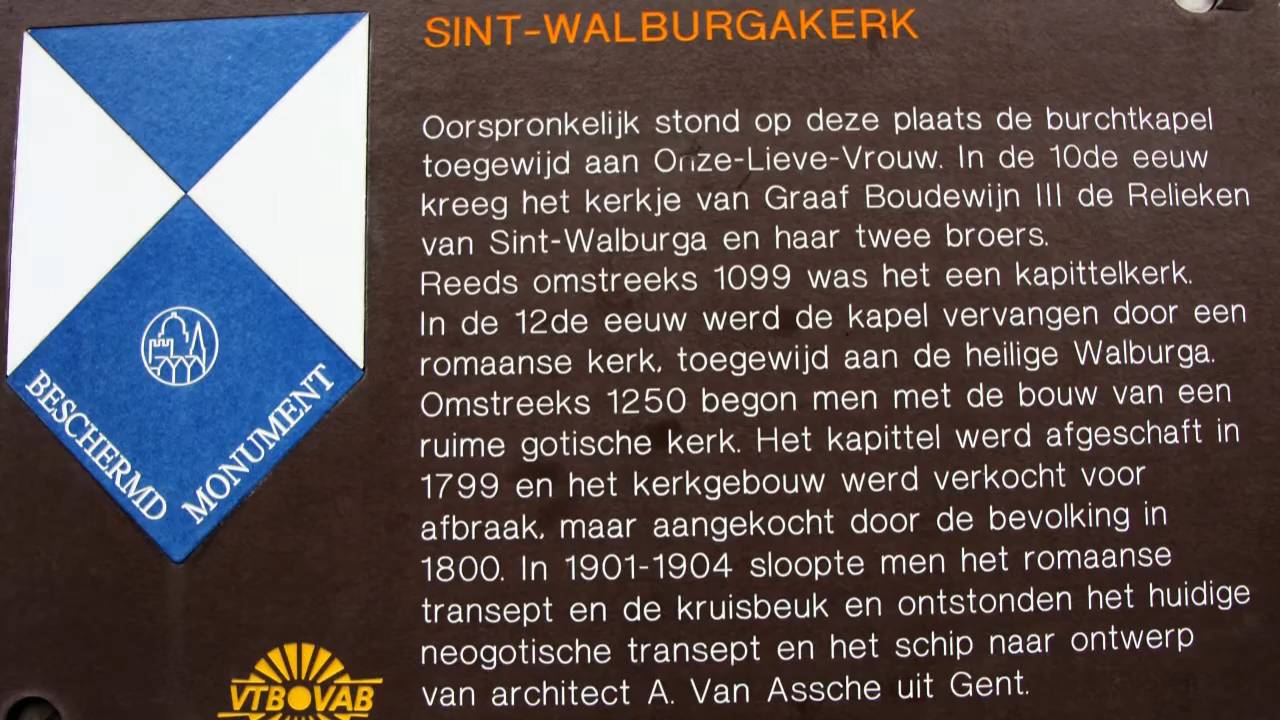 SINT-WALBURGAKERK
Oorspronkelijk stond op deze plaats de burchtkapel
toegewijd aan Onze-Lieve-Vrouw. In de 10de eeuw
kreeg het kerkje van Graaf Boudewijn III de Relieken
van Sint-Walburga en haar twee broers.
Reeds omstreeks 1099 was het een kapittelkerk.
In de 12de eeuw werd de kapel vervangen door een
romaanse kerk, toegewijd aan de heilige Walburga.
Omstreeks 1250 begon men met de bouw van een
ruime gotische kerk. Het kapittel werd afgeschaft in
1799 en het kerkgebouw werd verkocht voor
afbraak, maar aangekocht door de bevolking in
1800. In 1901-1904 sloopte men het romaanse
transept en de kruisbeuk en ontstonden het huidige
neogotische transept en het schip naar ontwerp
van architect A. Van Assche uit Gent.
BESCHERMD
MONUMENT
VTB VAB